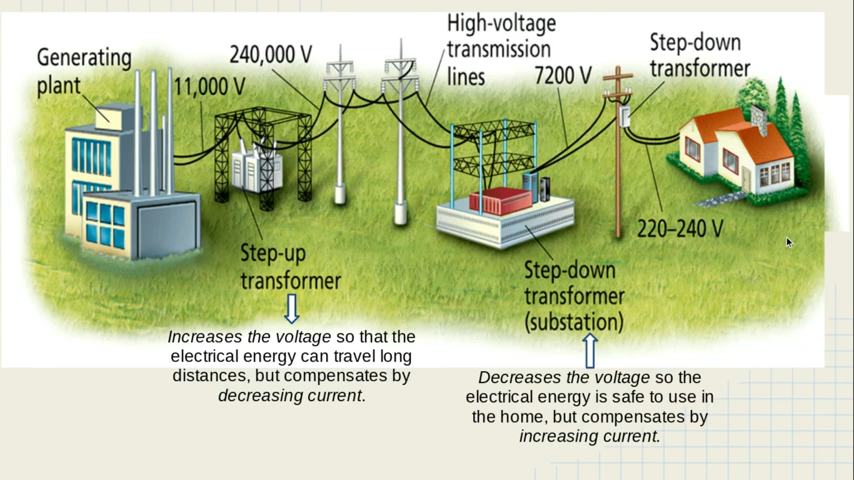 Generating
plant
11,000 V
240,000 V
High-voltage
transmission
lines
7200 V
Step-down
transformer
220–240 V
Step-up
transformer
Step-down
transformer
(substation)
Increases the voltage so that the
electrical energy can travel long
distances, but compensates by
decreasing current.
Decreases the voltage so the
electrical energy is safe to use in
the home, but compensates by
increasing current.